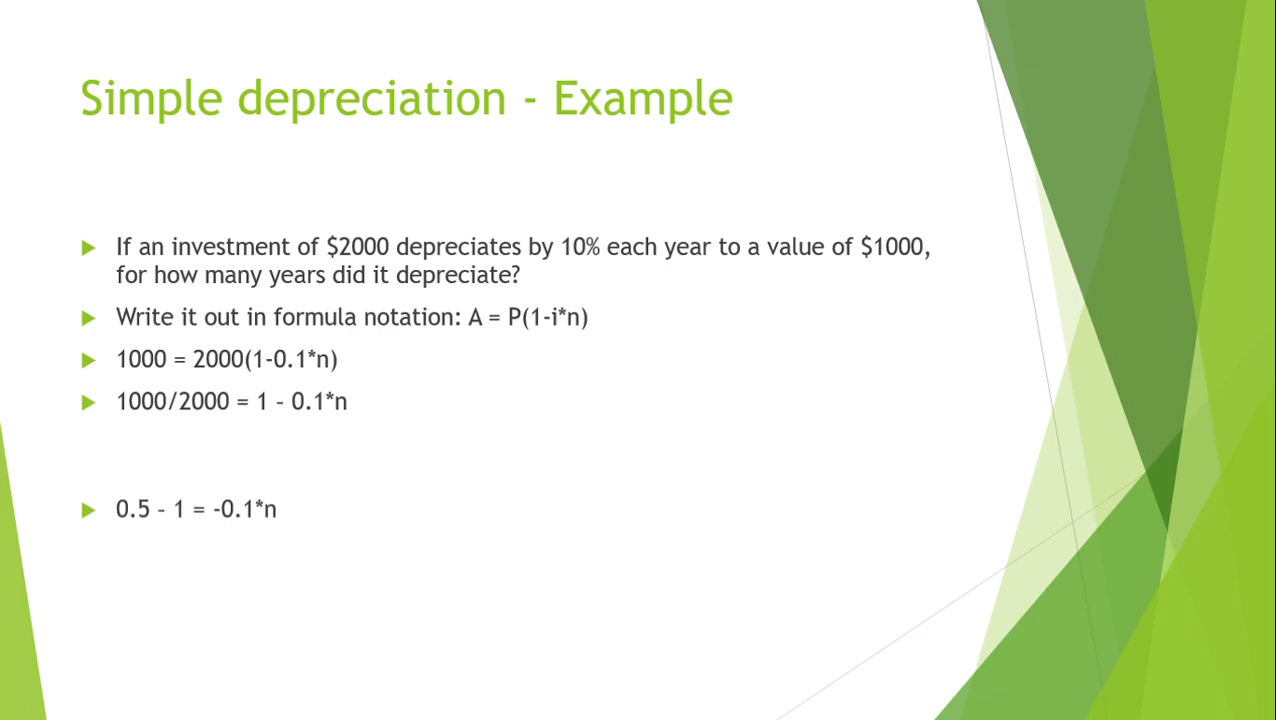 Simple depreciation - Example
If an investment of $2000 depreciates by 10% each year to a value of $1000,
for how many years did it depreciate?
Write it out in formula notation: A = P(1-i*n)
1000 = 2000(1-0.1*n)
1000/2000 = 1 – 0.1*n
0.5 – 1 = -0.1*n